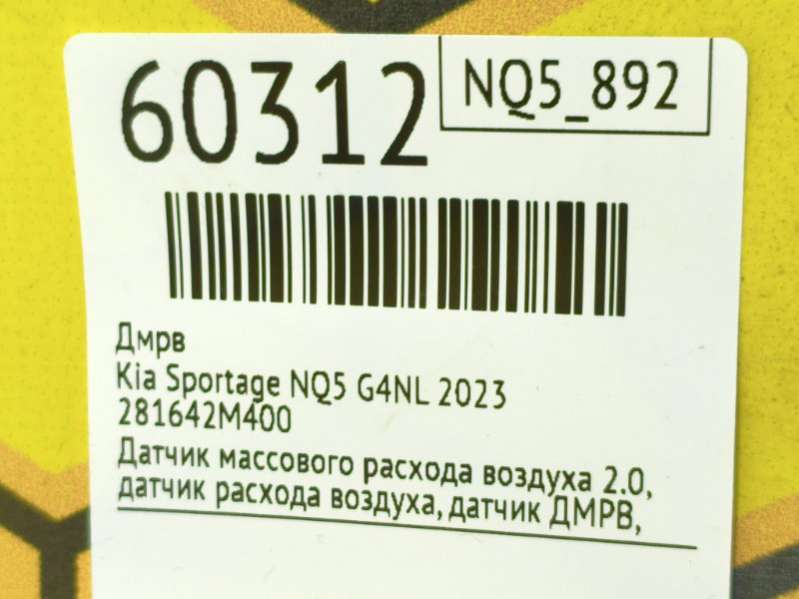 60312
NQ5_892
Дмрв
Kia Sportage NQ5 G4NL 2023
281642M400
Датчик массового расхода воздуха 2.0,
датчик расхода воздуха, датчик ДМРВ,